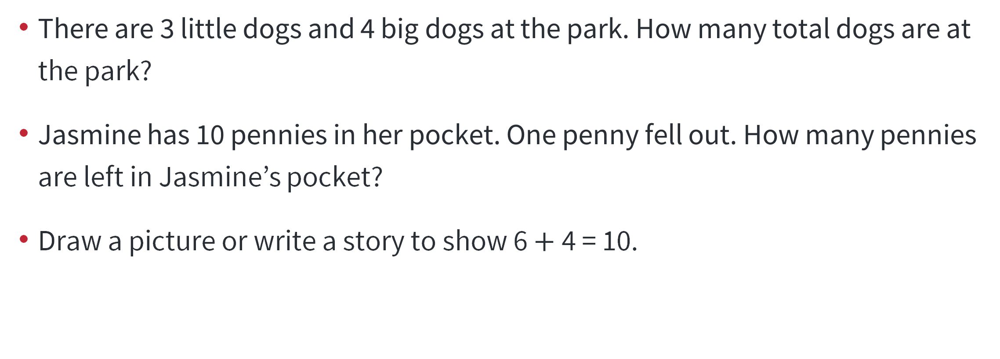 • There are 3 little dogs and 4 big dogs at the park. How many total dogs are at
the park?
• Jasmine has 10 pennies in her pocket. One penny fell out. How many pennies
are left in Jasmine’s pocket?
• Draw a picture or write a story to show 6 + 4 = 10.